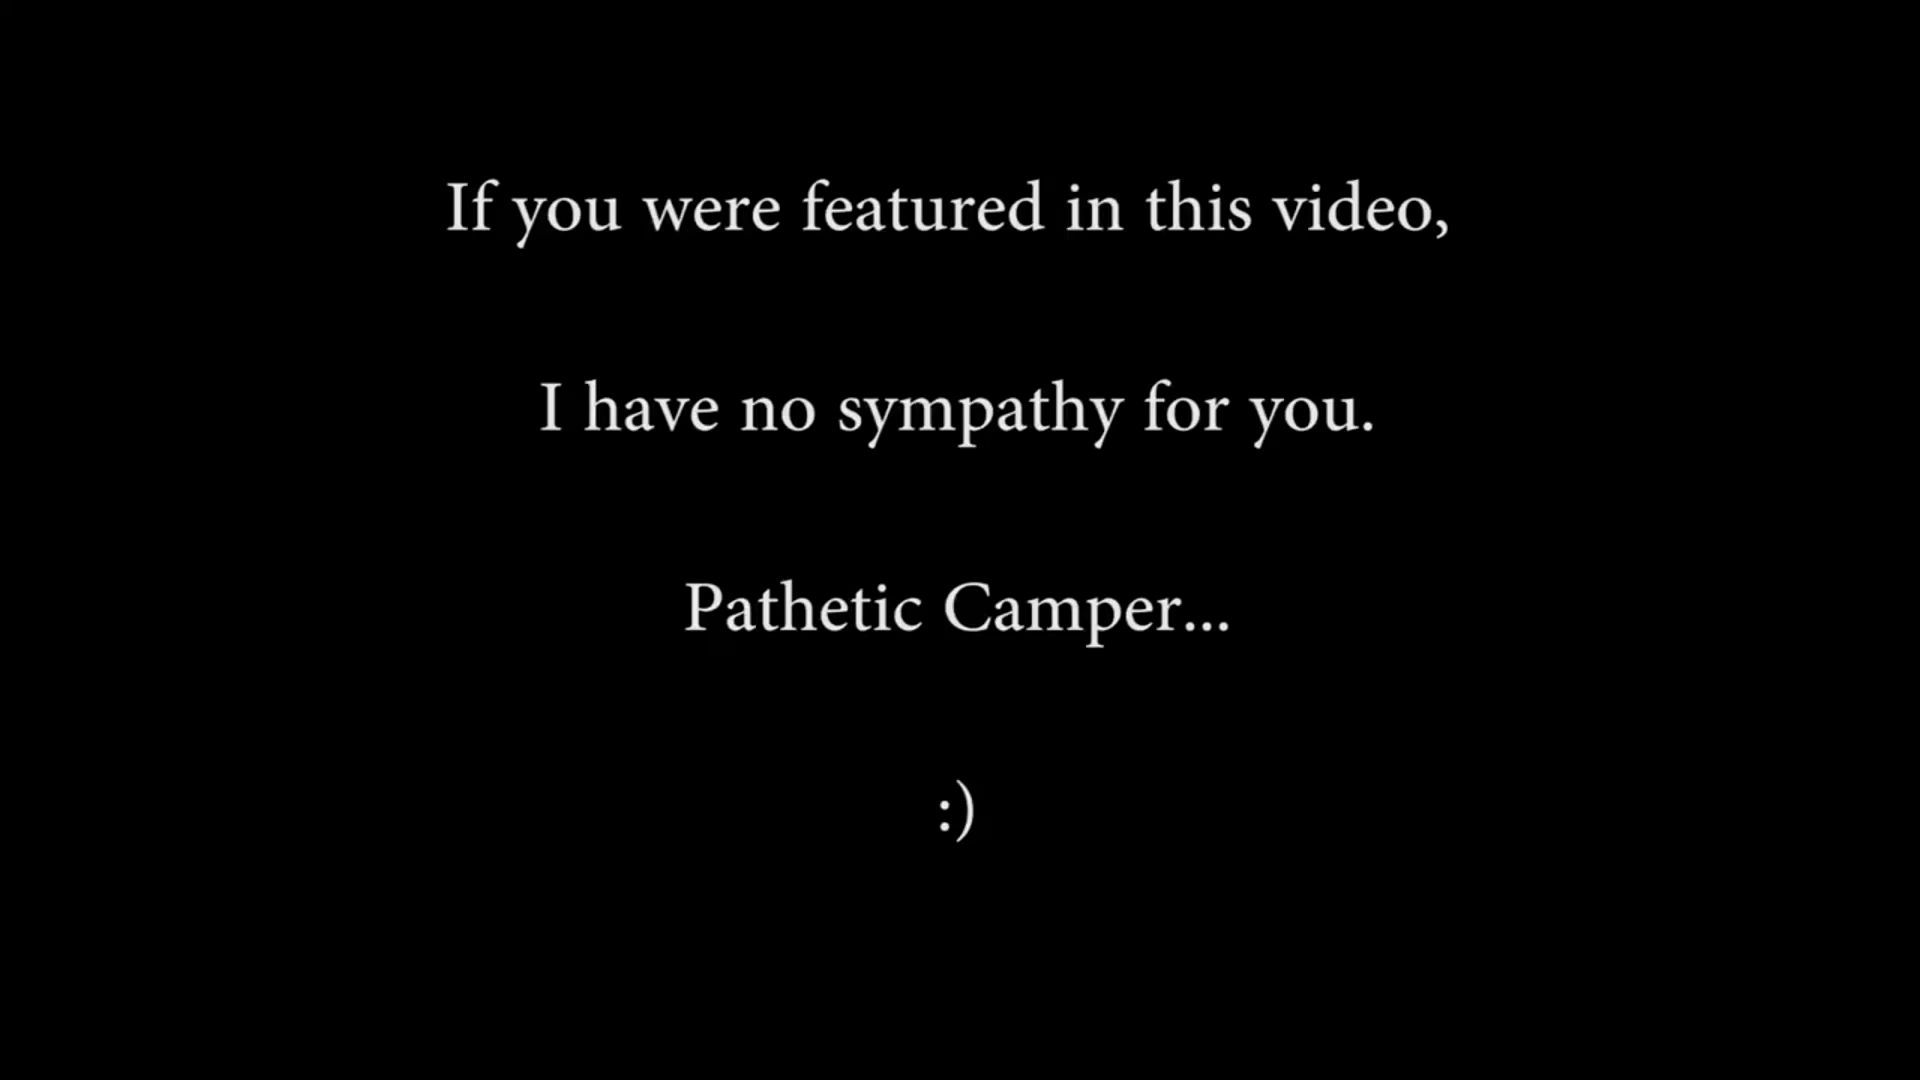 If you were featured in this video,
I have no sympathy for you.
Pathetic Camper...
:)